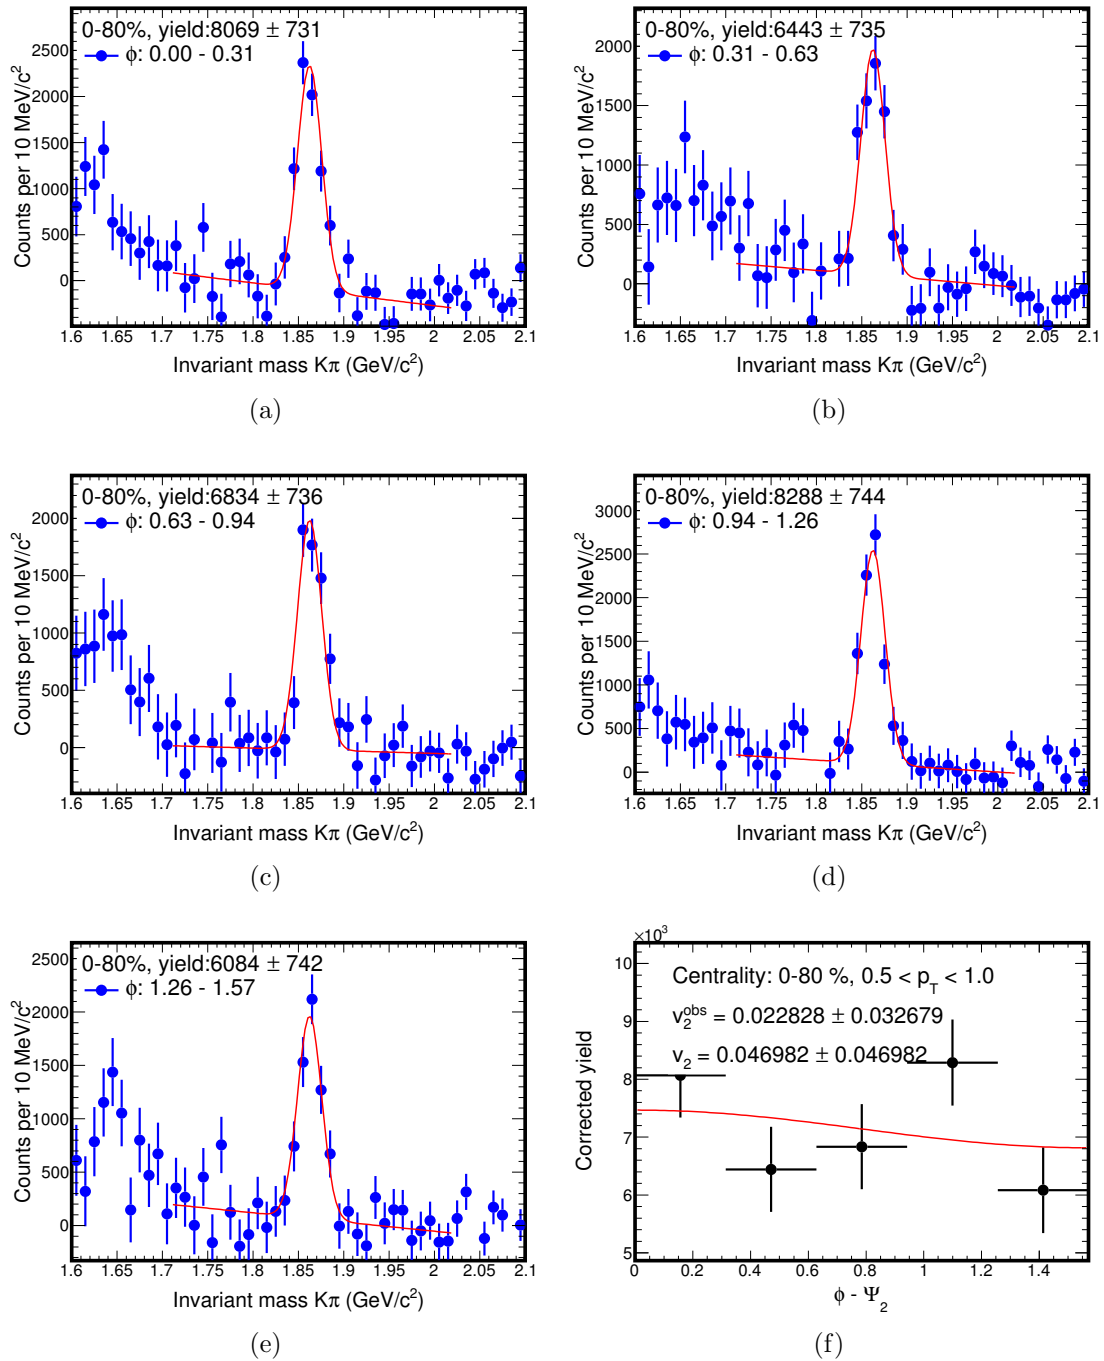 0-80%, yield:8069 ± 731
ϕ: 0.00 - 0.31
Counts per 10 MeV/c²
2500
2000
1500
1000
500
0
1.6 1.65 1.7 1.75 1.8 1.85 1.9 1.95 2 2.05 2.1
Invariant mass Kπ (GeV/c²)
(a)
0-80%, yield:6443 ± 735
ϕ: 0.31 - 0.63
Counts per 10 MeV/c²
2000
1500
1000
500
0
1.6 1.65 1.7 1.75 1.8 1.85 1.9 1.95 2 2.05 2.1
Invariant mass Kπ (GeV/c²)
(b)
0-80%, yield:6834 ± 736
ϕ: 0.63 - 0.94
Counts per 10 MeV/c²
2000
1500
1000
500
0
1.6 1.65 1.7 1.75 1.8 1.85 1.9 1.95 2 2.05 2.1
Invariant mass Kπ (GeV/c²)
(c)
0-80%, yield:8288 ± 744
ϕ: 0.94 - 1.26
Counts per 10 MeV/c²
3000
2500
2000
1500
1000
500
0
1.6 1.65 1.7 1.75 1.8 1.85 1.9 1.95 2 2.05 2.1
Invariant mass Kπ (GeV/c²)
(d)
0-80%, yield:6084 ± 742
ϕ: 1.26 - 1.57
Counts per 10 MeV/c²
2500
2000
1500
1000
500
0
1.6 1.65 1.7 1.75 1.8 1.85 1.9 1.95 2 2.05 2.1
Invariant mass Kπ (GeV/c²)
(e)
×10³
Centrality: 0-80 %, 0.5 < p_T < 1.0
v₂^obs = 0.022828 ± 0.032679
v₂ = 0.046982 ± 0.046982
Corrected yield
10
9
8
7
6
5
0 0.2 0.4 0.6 0.8 1 1.2 1.4
ϕ - Ψ₂
(f)